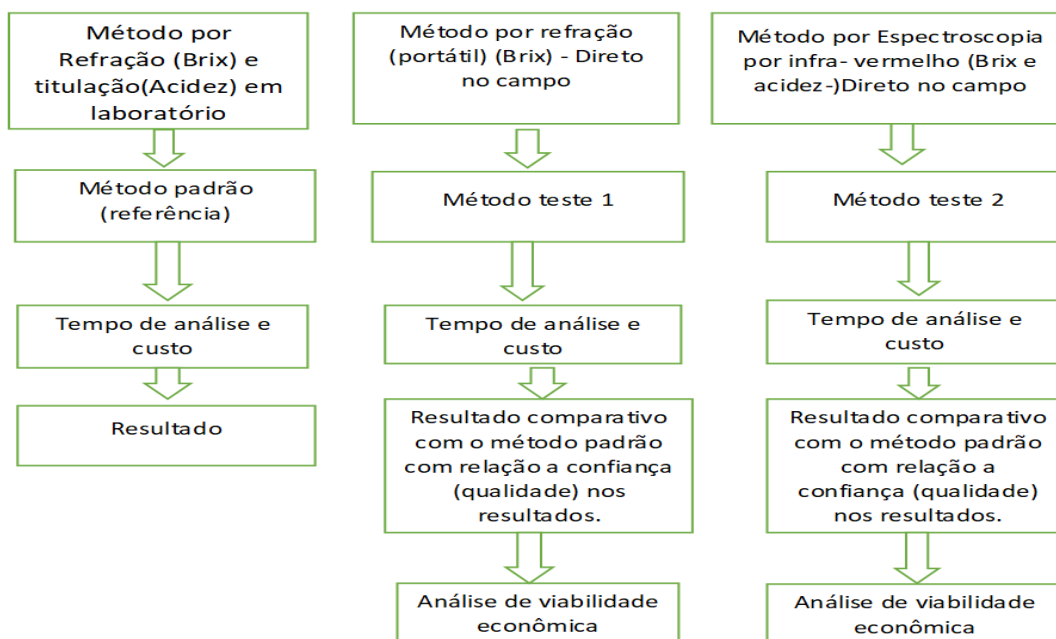 Método por
Refração (Brix) e
titulação(Acidez) em
laboratório
Método padrão
(referência)
Tempo de análise e
custo
Resultado
Método por refração
(portátil) (Brix) - Direto
no campo
Método teste 1
Tempo de análise e
custo
Resultado comparativo
com o método padrão
com relação a confiança
(qualidade) nos
resultados.
Análise de viabilidade
econômica
Método por Espectroscopia
por infra- vermelho (Brix e
acidez-)Direto no campo
Método teste 2
Tempo de análise e
custo
Resultado comparativo
com o método padrão
com relação a
confiança (qualidade)
nos resultados.
Análise de viabilidade
econômica